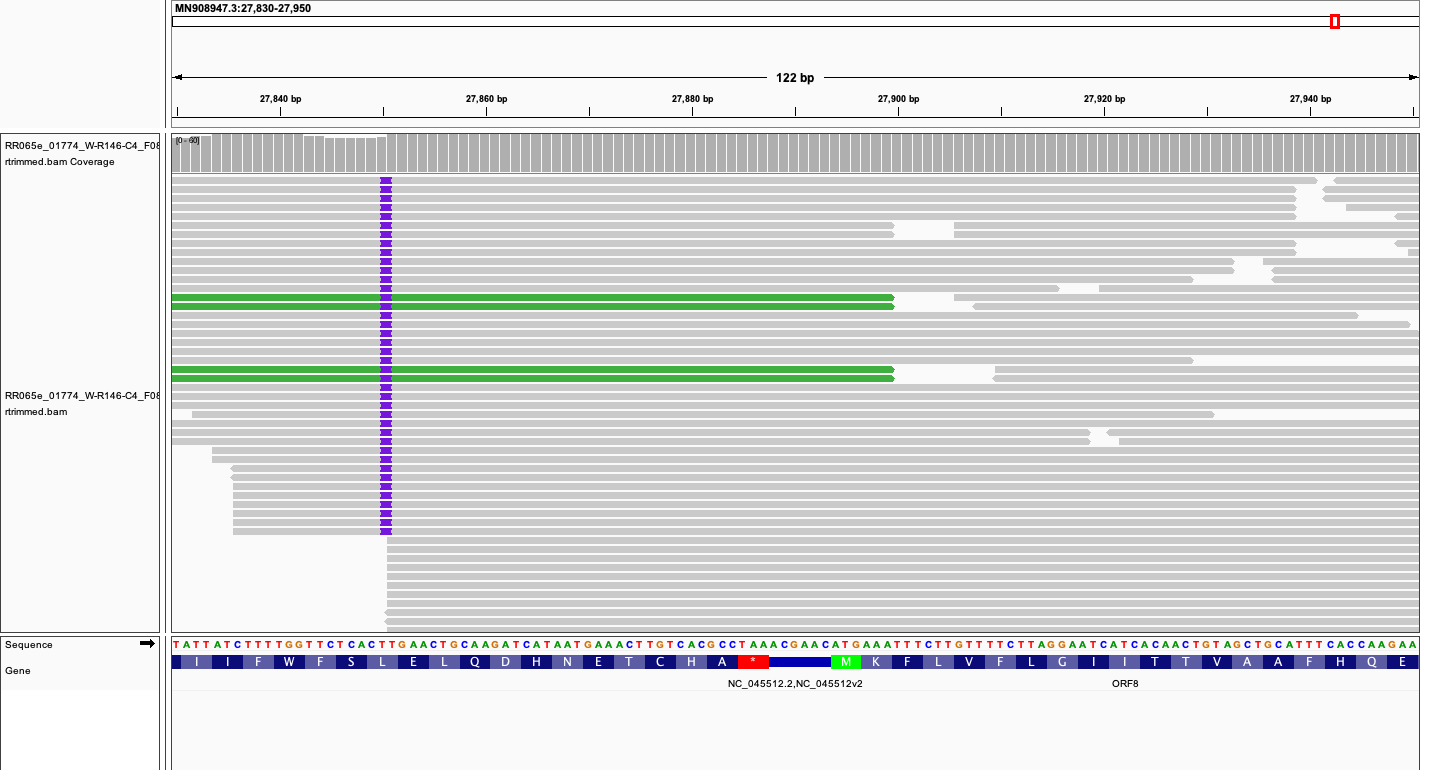 MN908947.3:27,830-27,950
122 bp
27,840 bp 27,860 bp 27,880 bp 27,900 bp 27,920 bp 27,940 bp
RR065e_01774_W-R146-C4_F08
rtrimmed.bam Coverage
[0 - 60]
RR065e_01774_W-R146-C4_F08
rtrimmed.bam
Sequence
TATTATCTTTTGGTTCTCACTTGAACTGCAAGATCATAATGAAACTTGTCACGCCTAAACGAACATGAAATTTCTTGTTTTCTTAGGAATCATCACAACTGTAGCTGCATTTCACCAAGAA
Gene
I I F W F S L E L Q D H N E T C H A * M K F L V F L G I I T T V A A F H Q E
NC_045512.2,NC_045512v2 ORF8